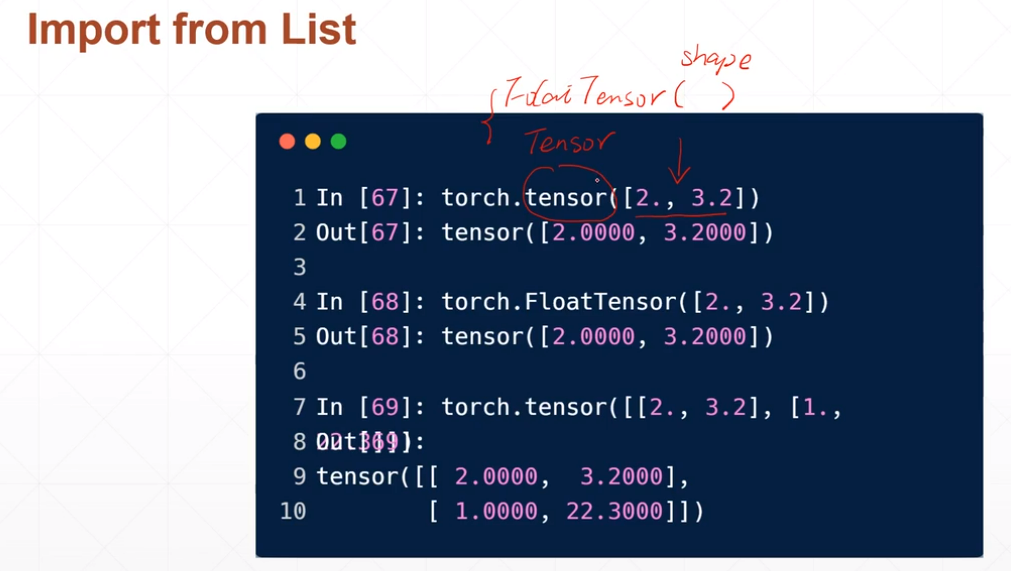 Import from List
shape
{ FloatTensor ( )
Tensor
1 In [67]: torch.tensor([2., 3.2])
2 Out[67]: tensor([2.0000, 3.2000])
3
4 In [68]: torch.FloatTensor([2., 3.2])
5 Out[68]: tensor([2.0000, 3.2000])
6
7 In [69]: torch.tensor([[2., 3.2], [1.,
8 Out[69]:
9 tensor([[ 2.0000,  3.2000],
10 [ 1.0000, 22.3000]])